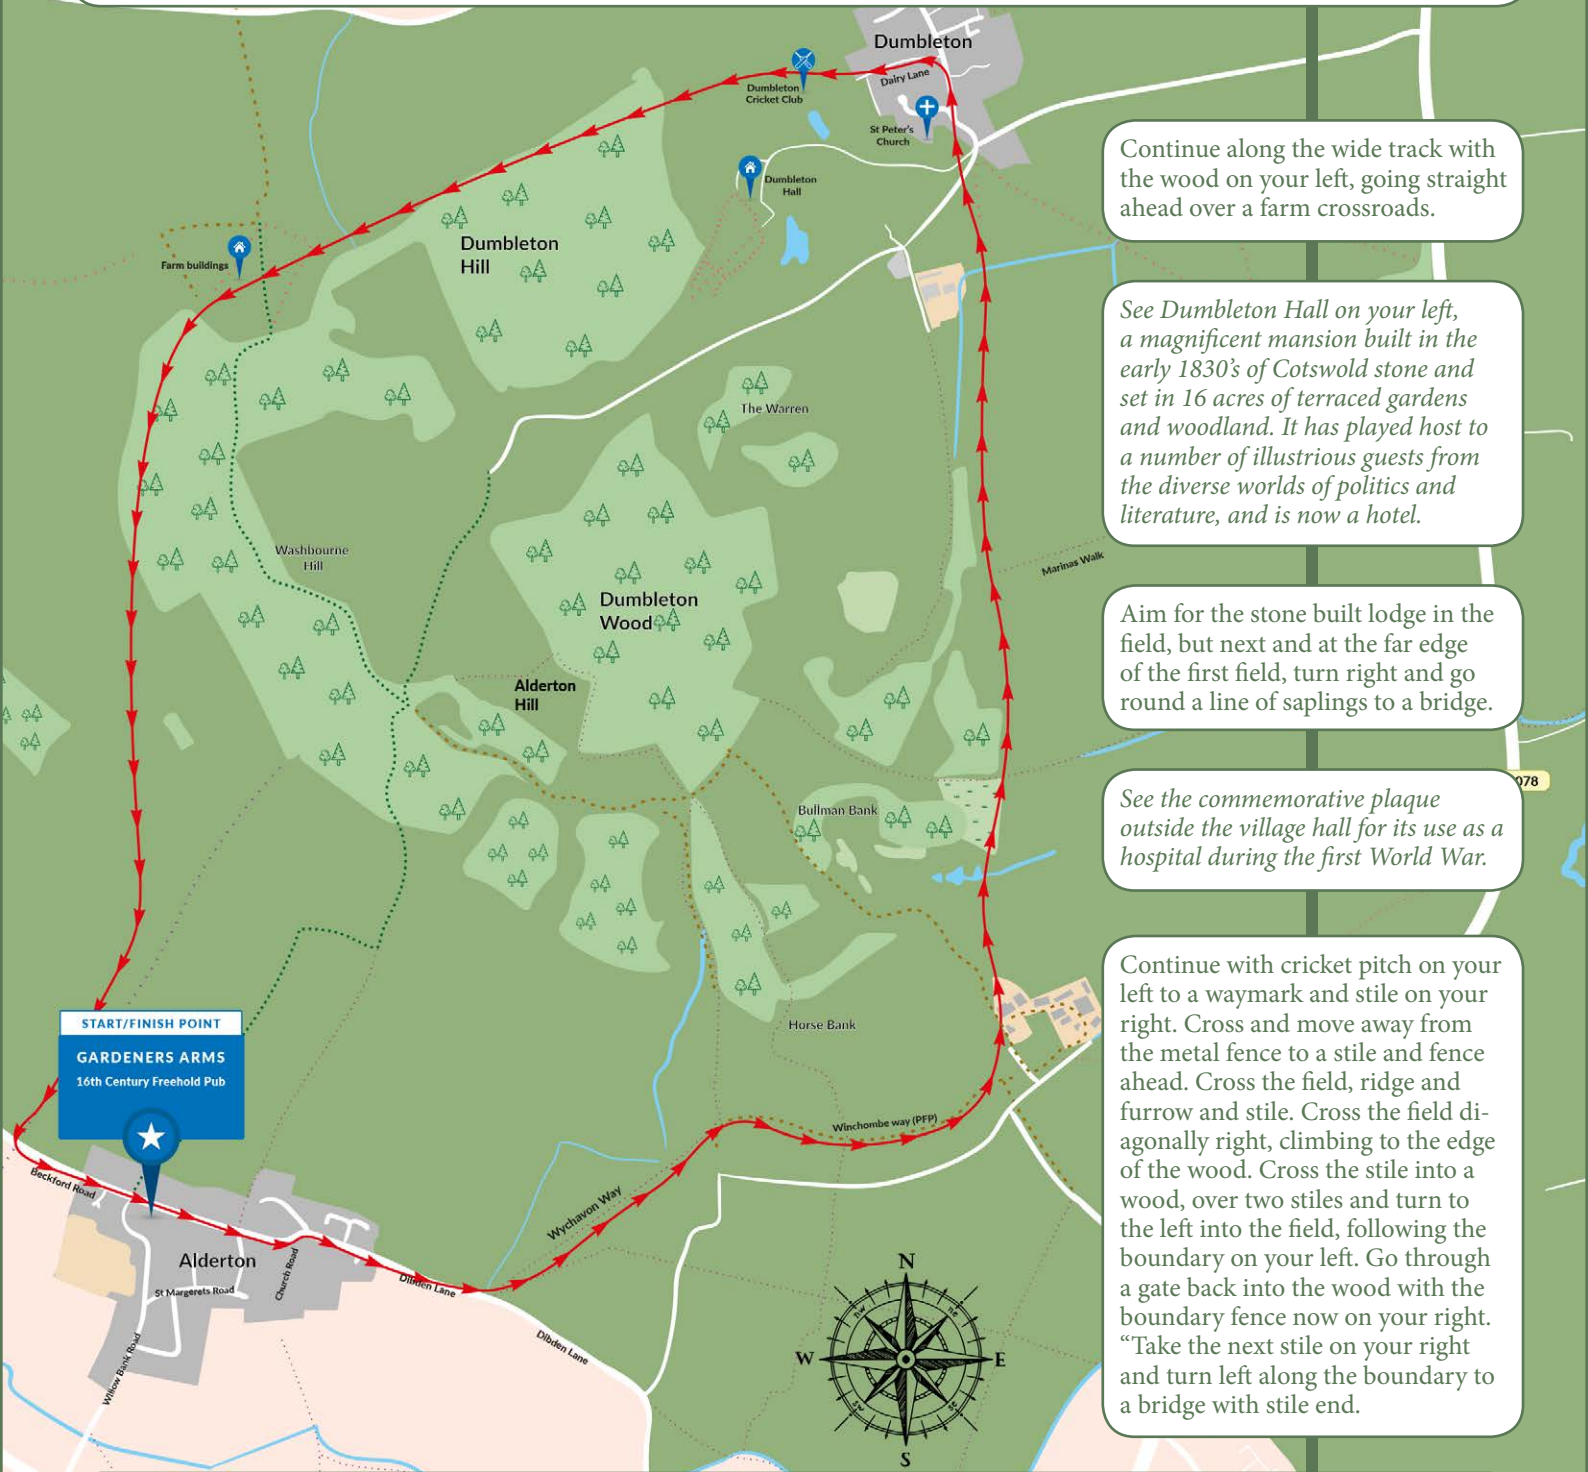 Dumbleton
Dairy Lane
Dumbleton
Cricket Club
St Peter's
Church
Dumbleton
Hall
Dumbleton
Hill
Farm buildings
The Warren
Washbourne
Hill
Marinas Walk
Dumbleton
Wood
Alderton
Hill
Bullman Bank
Horse Bank
Winchombe way (PFP)
Wychavon Way
START/FINISH POINT
GARDENERS ARMS
16th Century Freehold Pub
Beckford Road
Alderton
St Margerets Road
Church Road
Willow Bank Road
Dibden Lane
Dibden Lane
N
nw
ne
W
E
sw
se
S
Continue along the wide track with
the wood on your left, going straight
ahead over a farm crossroads.
See Dumbleton Hall on your left,
a magnificent mansion built in the
early 1830's of Cotswold stone and
set in 16 acres of terraced gardens
and woodland. It has played host to
a number of illustrious guests from
the diverse worlds of politics and
literature, and is now a hotel.
Aim for the stone built lodge in the
field, but next and at the far edge
of the first field, turn right and go
round a line of saplings to a bridge.
078
See the commemorative plaque
outside the village hall for its use as a
hospital during the first World War.
Continue with cricket pitch on your
left to a waymark and stile on your
right. Cross and move away from
the metal fence to a stile and fence
ahead. Cross the field, ridge and
furrow and stile. Cross the field di-
agonally right, climbing to the edge
of the wood. Cross the stile into a
wood, over two stiles and turn to
the left into the field, following the
boundary on your left. Go through
a gate back into the wood with the
boundary fence now on your right.
“Take the next stile on your right
and turn left along the boundary to
a bridge with stile end.